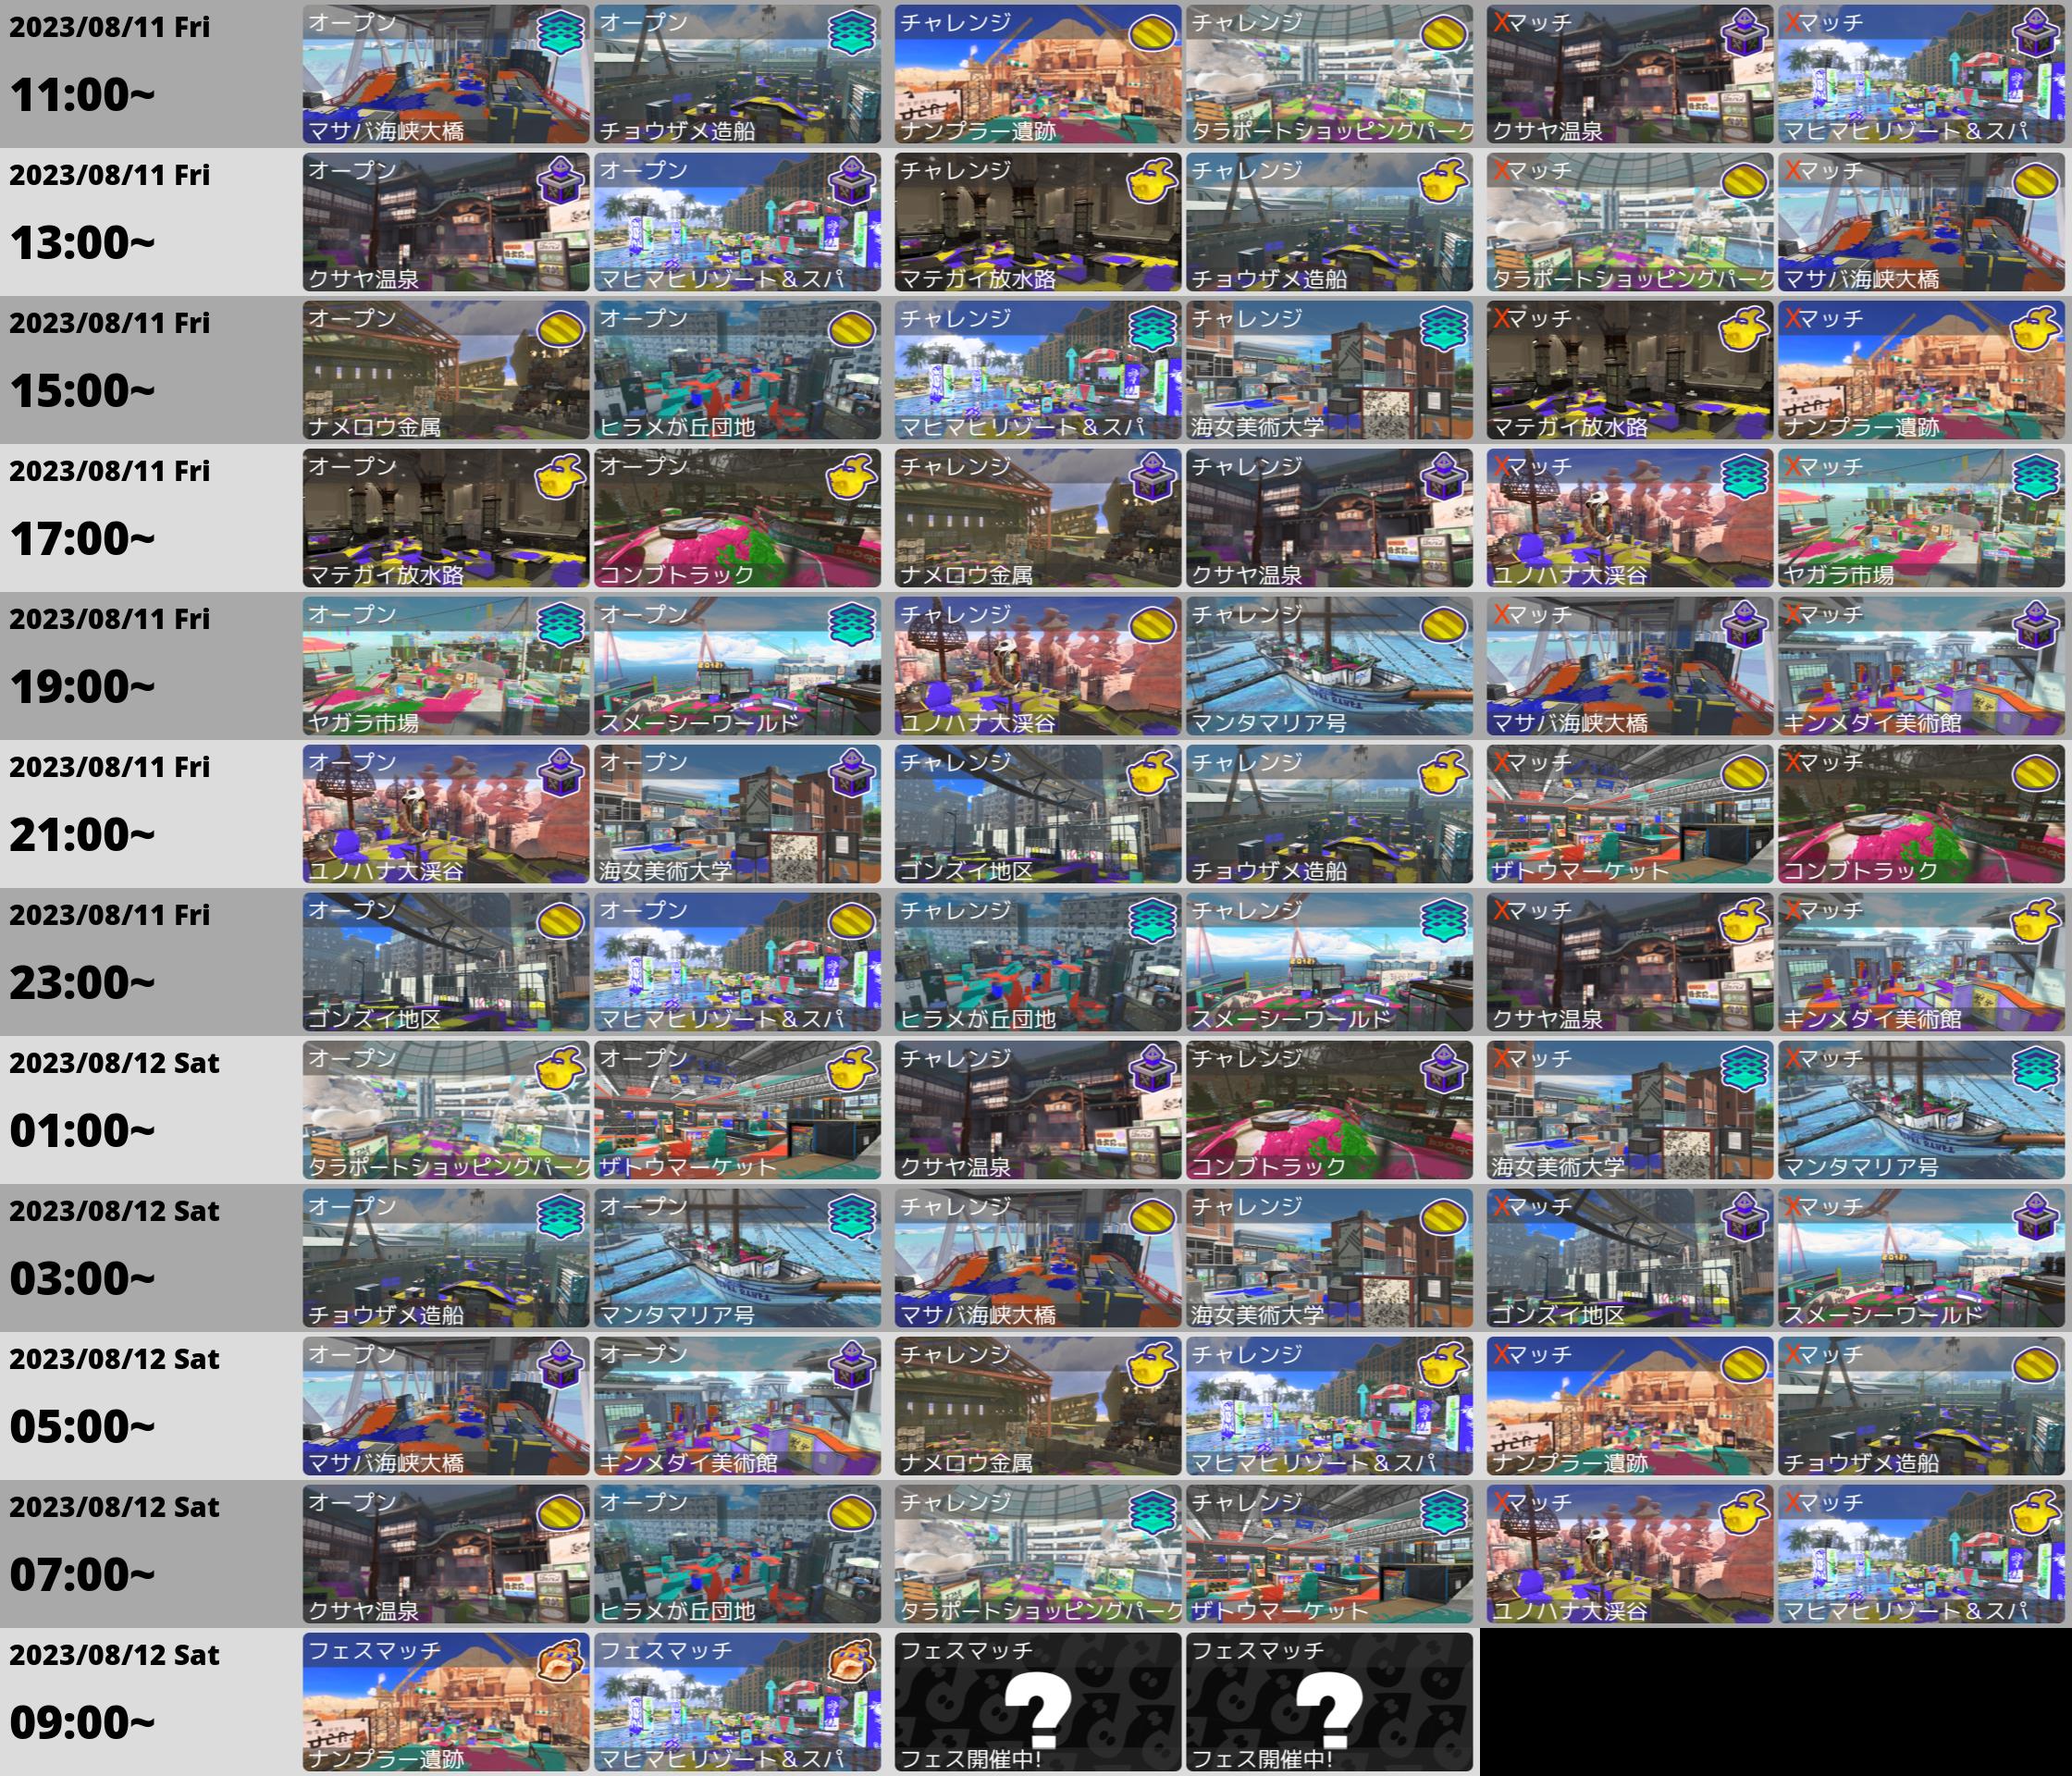 2023/08/11 Fri
11:00~
オープン
マサバ海峡大橋
オープン
チョウザメ造船
チャレンジ
ナンプラー遺跡
チャレンジ
タラポートショッピングパーク
Xマッチ
クサヤ温泉
Xマッチ
マヒマヒリゾート＆スパ
2023/08/11 Fri
13:00~
オープン
クサヤ温泉
オープン
マヒマヒリゾート＆スパ
チャレンジ
マテガイ放水路
チャレンジ
チョウザメ造船
Xマッチ
タラポートショッピングパーク
Xマッチ
マサバ海峡大橋
2023/08/11 Fri
15:00~
オープン
ナメロウ金属
オープン
ヒラメが丘団地
チャレンジ
マヒマヒリゾート＆スパ
チャレンジ
海女美術大学
Xマッチ
マテガイ放水路
Xマッチ
ナンプラー遺跡
2023/08/11 Fri
17:00~
オープン
マテガイ放水路
オープン
コンブトラック
チャレンジ
ナメロウ金属
チャレンジ
クサヤ温泉
Xマッチ
ユノハナ大渓谷
Xマッチ
ヤガラ市場
2023/08/11 Fri
19:00~
オープン
ヤガラ市場
オープン
スメーシーワールド
チャレンジ
ユノハナ大渓谷
チャレンジ
マンタマリア号
Xマッチ
マサバ海峡大橋
Xマッチ
キンメダイ美術館
2023/08/11 Fri
21:00~
オープン
ユノハナ大渓谷
オープン
海女美術大学
チャレンジ
ゴンズイ地区
チャレンジ
チョウザメ造船
Xマッチ
ザトウマーケット
Xマッチ
コンブトラック
2023/08/11 Fri
23:00~
オープン
ゴンズイ地区
オープン
マヒマヒリゾート＆スパ
チャレンジ
ヒラメが丘団地
チャレンジ
スメーシーワールド
Xマッチ
クサヤ温泉
Xマッチ
キンメダイ美術館
2023/08/12 Sat
01:00~
オープン
タラポートショッピングパーク
オープン
ザトウマーケット
チャレンジ
クサヤ温泉
チャレンジ
コンブトラック
Xマッチ
海女美術大学
Xマッチ
マンタマリア号
2023/08/12 Sat
03:00~
オープン
チョウザメ造船
オープン
マンタマリア号
チャレンジ
マサバ海峡大橋
チャレンジ
海女美術大学
Xマッチ
ゴンズイ地区
Xマッチ
スメーシーワールド
2023/08/12 Sat
05:00~
オープン
マサバ海峡大橋
オープン
キンメダイ美術館
チャレンジ
ナメロウ金属
チャレンジ
マヒマヒリゾート＆スパ
Xマッチ
ナンプラー遺跡
Xマッチ
チョウザメ造船
2023/08/12 Sat
07:00~
オープン
クサヤ温泉
オープン
ヒラメが丘団地
チャレンジ
タラポートショッピングパーク
チャレンジ
ザトウマーケット
Xマッチ
ユノハナ大渓谷
Xマッチ
マヒマヒリゾート＆スパ
2023/08/12 Sat
09:00~
フェスマッチ
ナンプラー遺跡
フェスマッチ
マヒマヒリゾート＆スパ
フェスマッチ
?
フェス開催中!
フェスマッチ
?
フェス開催中!